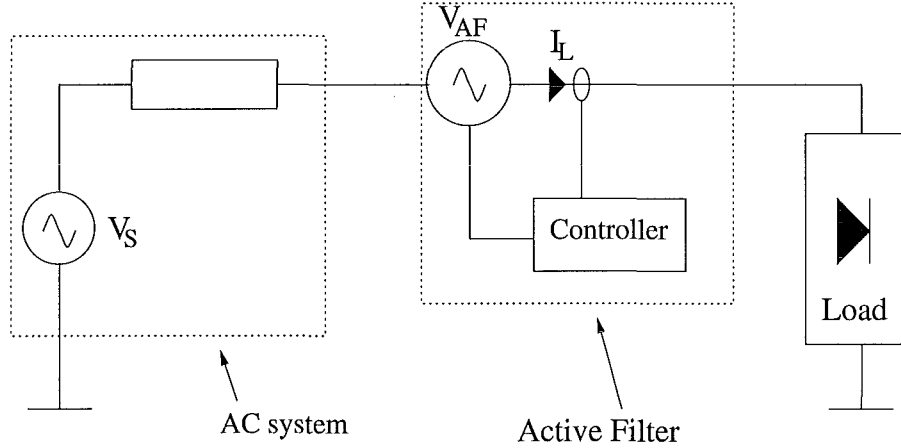 V_AF
I_L
V_S
Controller
Load
AC system
Active Filter